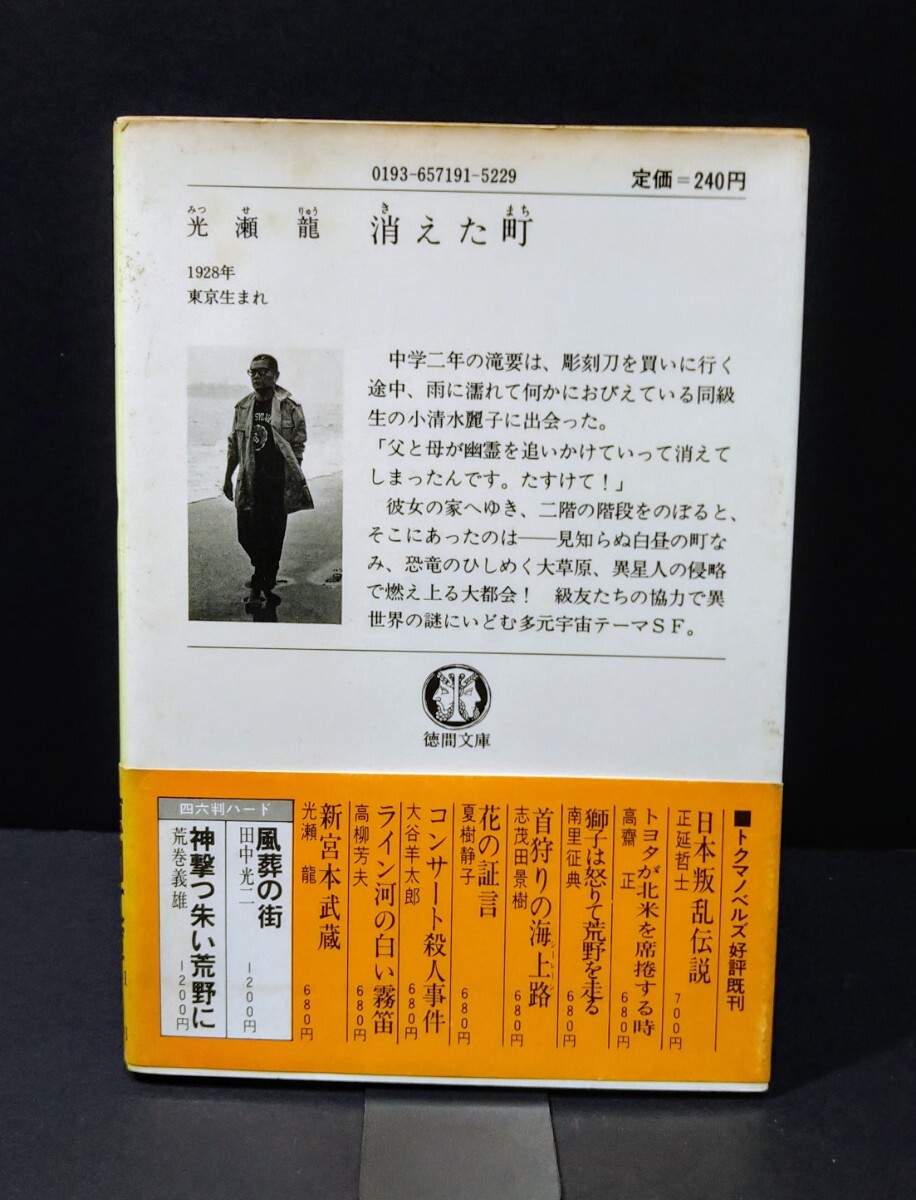 0193-657191-5229
定価＝240円
みつ せ りゅう き まち
光瀬 龍 消えた町
1928年
東京生まれ
中学二年の滝要は、彫刻刀を買いに行く
途中、雨に濡れて何かにおびえている同級
生の小清水麗子に出会った。
「父と母が幽霊を追いかけていって消えて
しまったんです。たすけて！」
彼女の家へゆき、二階の階段をのぼると、
そこにあったのは――見知らぬ白昼の町な
み、恐竜のひしめく大草原、異星人の侵略
で燃え上る大都会！ 級友たちの協力で異
世界の謎にいどむ多元宇宙テーマＳＦ。
徳間文庫
■トクマノベルズ好評既刊
日本叛乱伝説
正延哲士 700円
トヨタが北米を席捲する時
高齋 正 680円
獅子は怒りて荒野を走る
南里征典 680円
首狩りの海上路
志茂田景樹 680円
花の証言
夏樹静子 680円
コンサート殺人事件
大谷羊太郎 680円
ライン河の白い霧笛
高柳芳夫 680円
新宮本武蔵
光瀬 龍 680円
四六判ハード
風葬の街
田中光二 1200円
神撃つ朱い荒野に
荒巻義雄 1200円